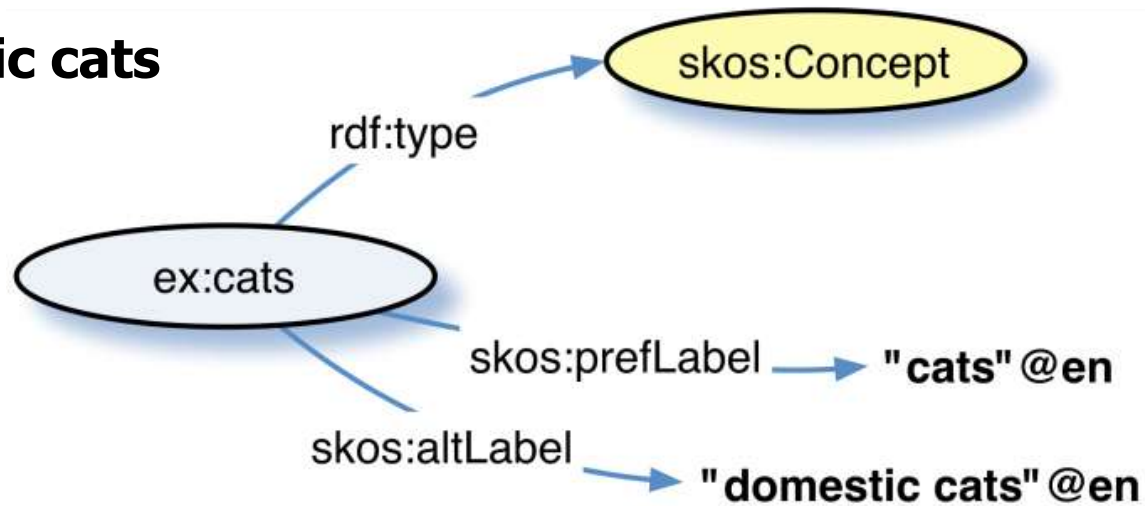 ic cats
skos:Concept
rdf:type
ex:cats
skos:prefLabel
"cats"@en
skos:altLabel
"domestic cats"@en